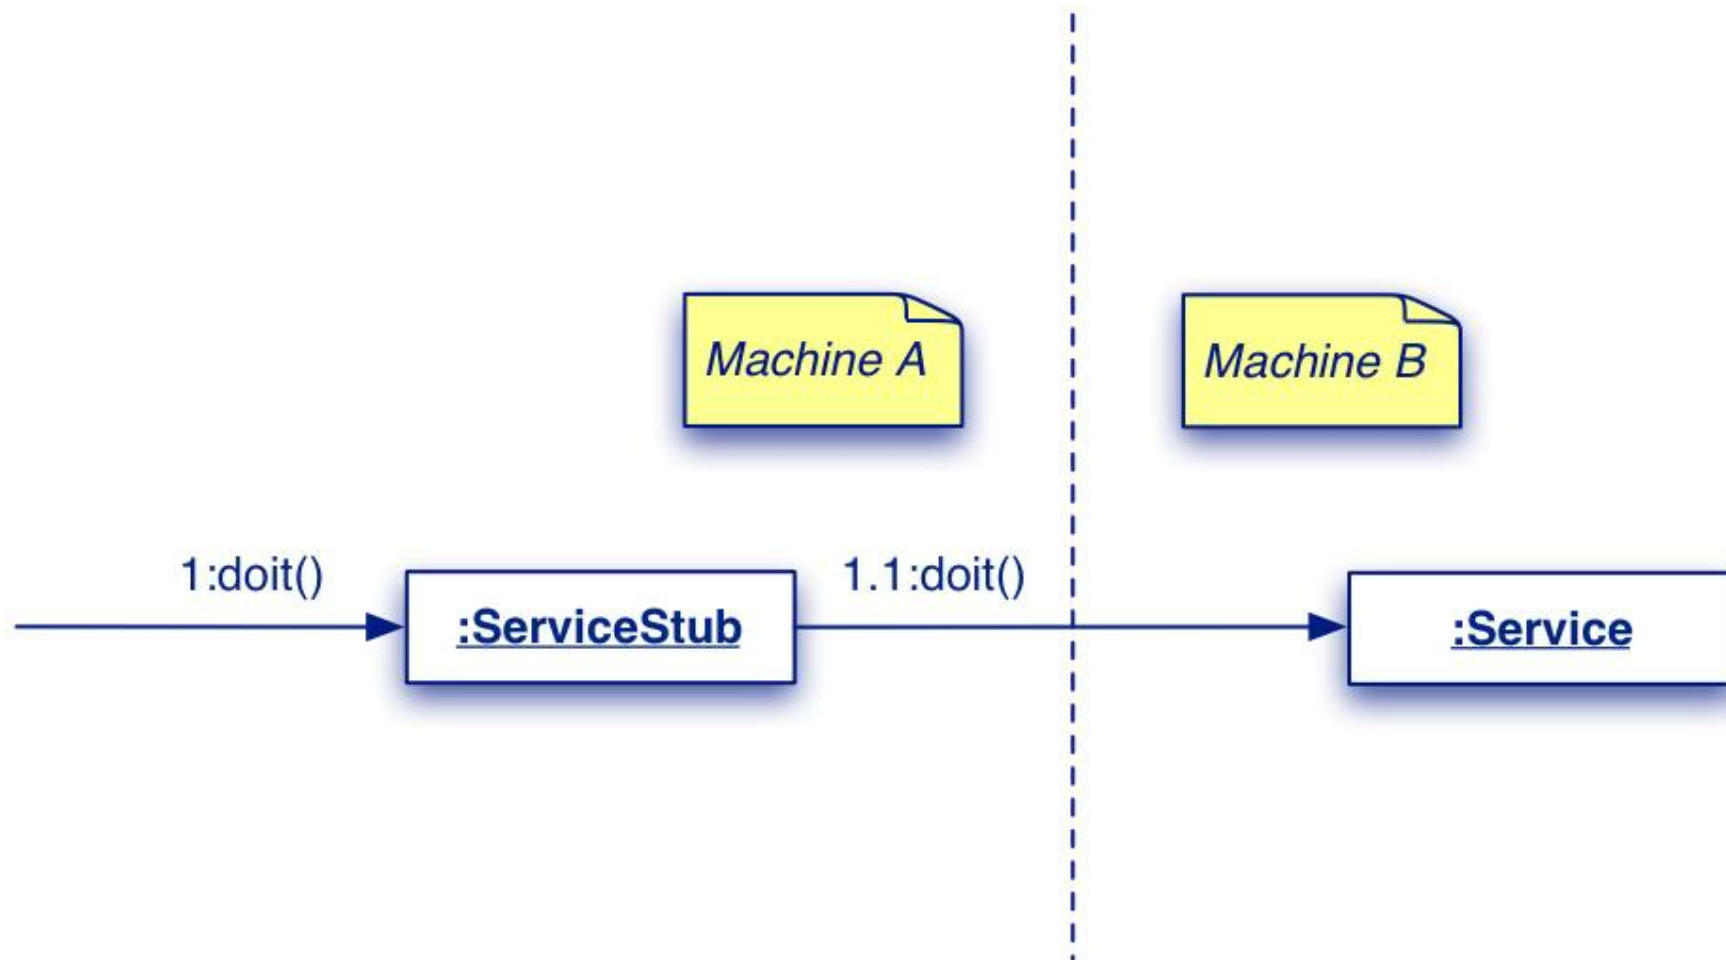 Machine A
Machine B
1:doit()
:ServiceStub
1.1:doit()
:Service